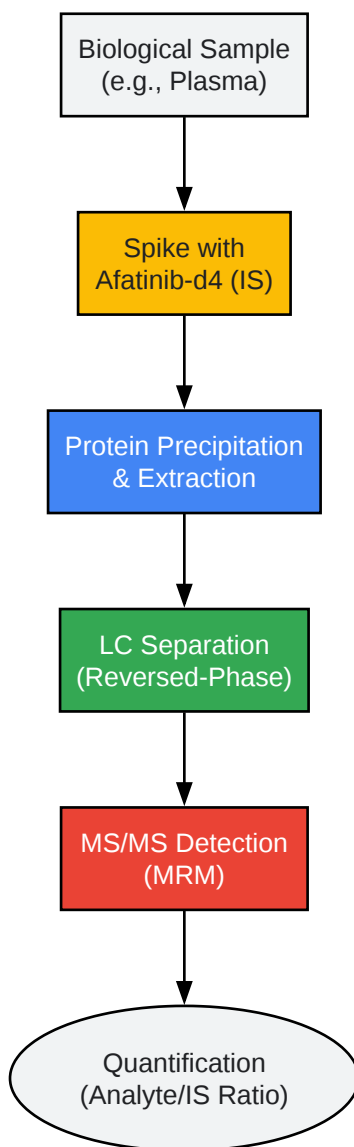 Biological Sample
(e.g., Plasma)
Spike with
Afatinib-d4 (IS)
Protein Precipitation
& Extraction
LC Separation
(Reversed-Phase)
MS/MS Detection
(MRM)
Quantification
(Analyte/IS Ratio)